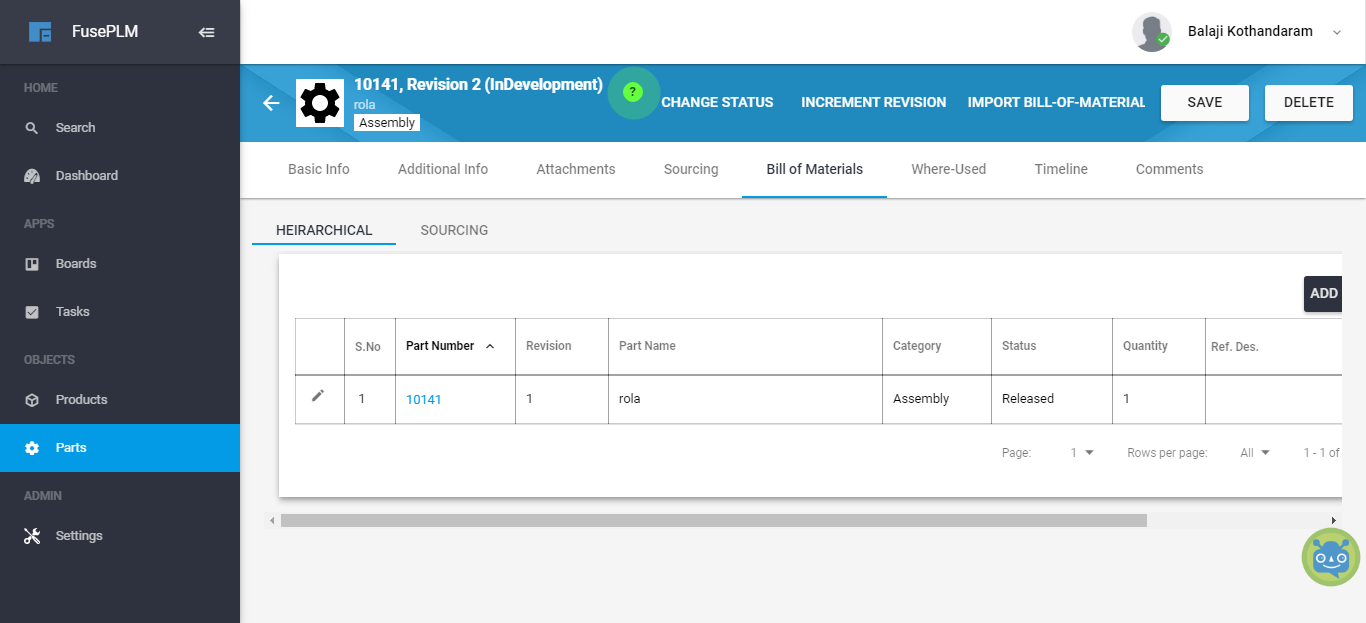 FusePLM
Balaji Kothandaram
HOME
Search
Dashboard
APPS
Boards
Tasks
OBJECTS
Products
Parts
ADMIN
Settings
10141, Revision 2 (InDevelopment)
rola
Assembly
?
CHANGE STATUS INCREMENT REVISION IMPORT BILL-OF-MATERIAL SAVE DELETE
Basic Info Additional Info Attachments Sourcing Bill of Materials Where-Used Timeline Comments
HEIRARCHICAL SOURCING
ADD
S.No Part Number Revision Part Name Category Status Quantity Ref. Des.
1 10141 1 rola Assembly Released 1
Page: 1 Rows per page: All 1 - 1 of